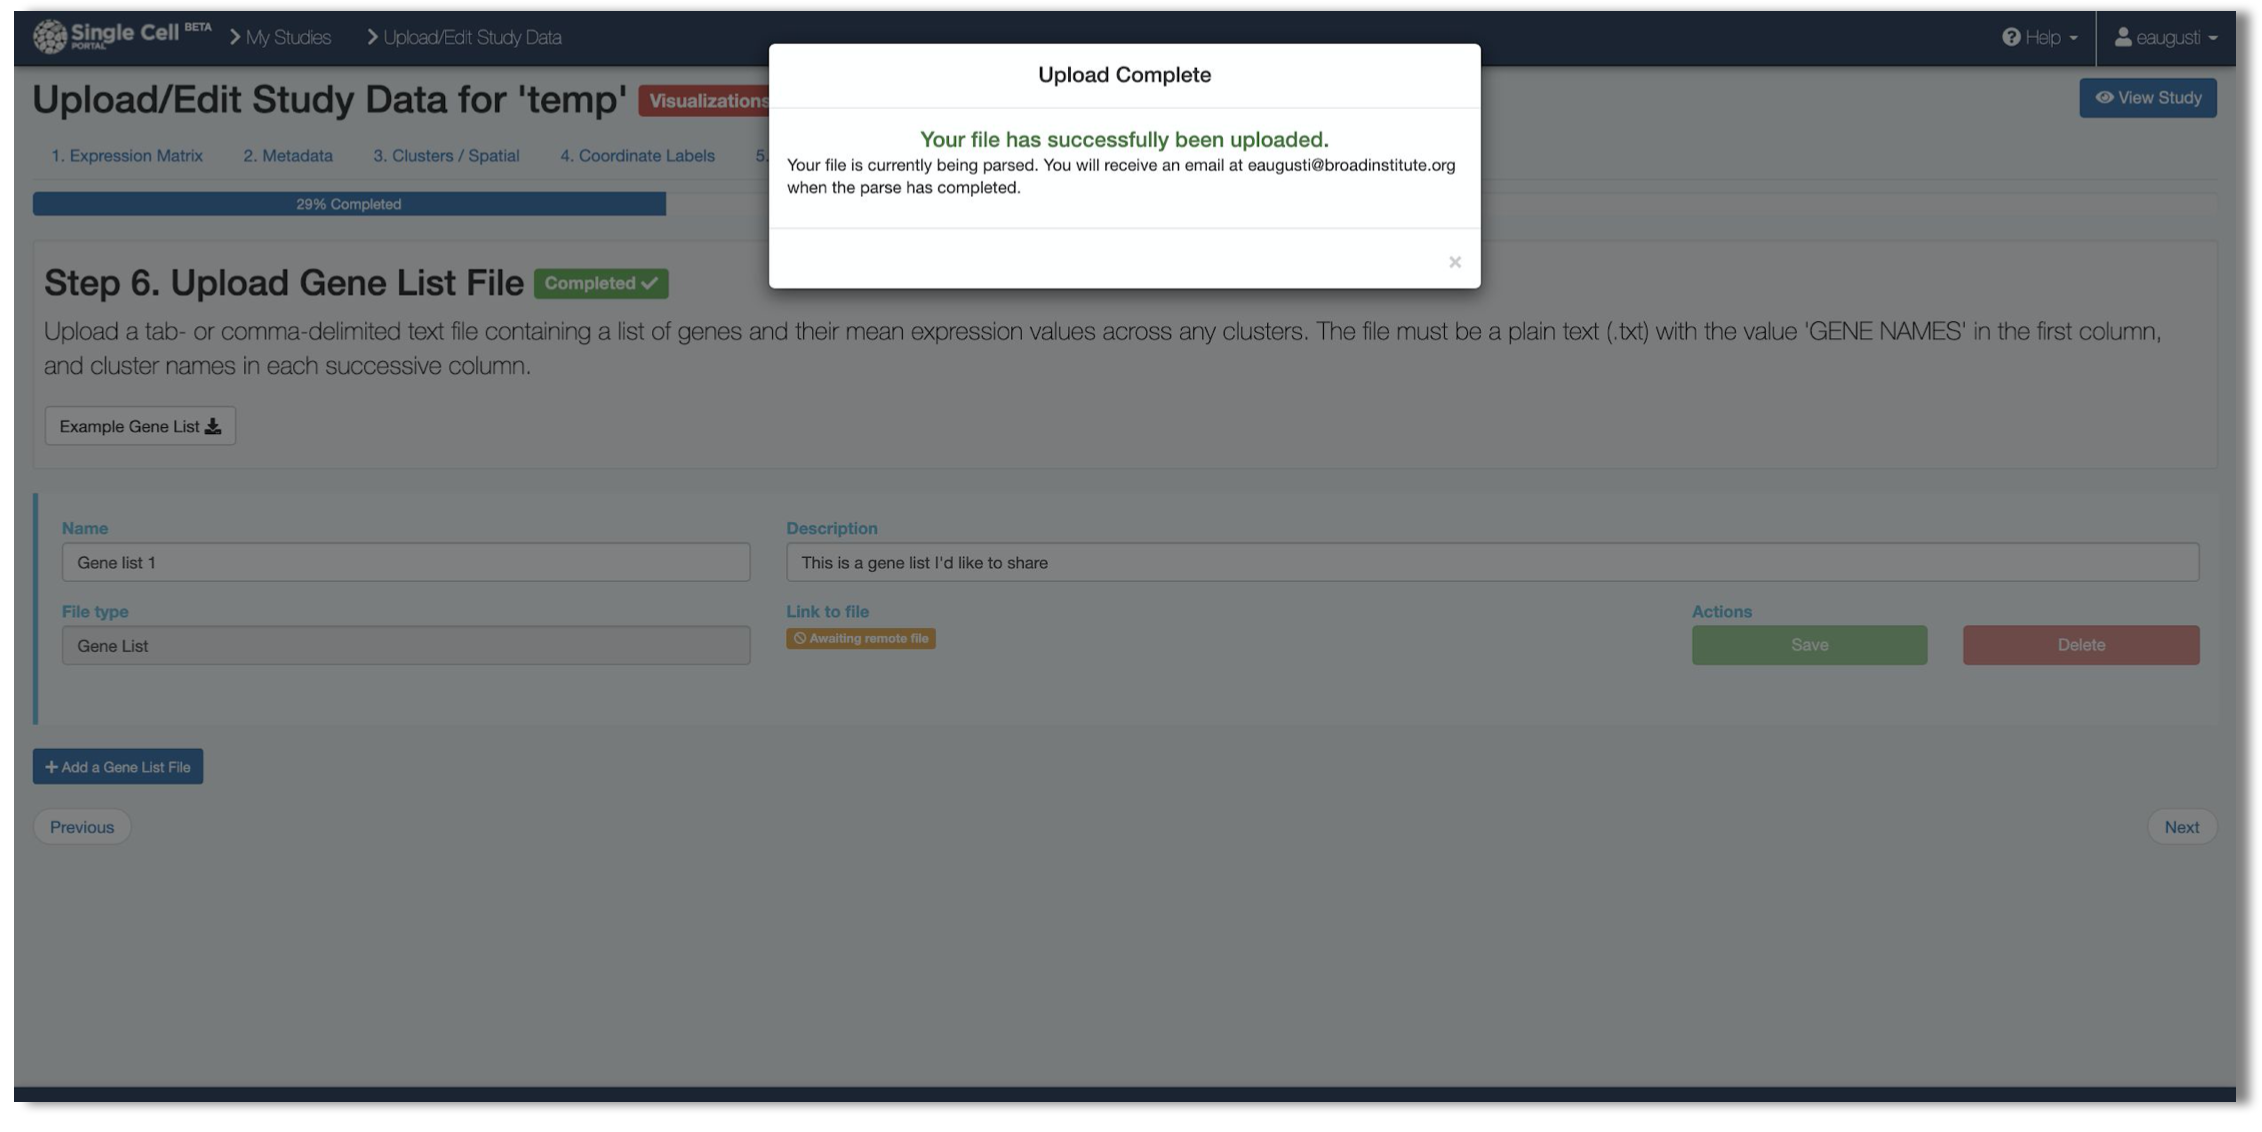 Single Cell BETA
PORTAL
My Studies
Upload/Edit Study Data
Help
eaugusti
Upload Complete
Your file has successfully been uploaded.
Your file is currently being parsed. You will receive an email at eaugusti@broadinstitute.org
when the parse has completed.
×
Upload/Edit Study Data for 'temp' Visualizations
View Study
1. Expression Matrix
2. Metadata
3. Clusters / Spatial
4. Coordinate Labels
5.
29% Completed
Step 6. Upload Gene List File Completed
Upload a tab- or comma-delimited text file containing a list of genes and their mean expression values across any clusters. The file must be a plain text (.txt) with the value 'GENE NAMES' in the first column,
and cluster names in each successive column.
Example Gene List
Name
Gene list 1
Description
This is a gene list I'd like to share
File type
Gene List
Link to file
Awaiting remote file
Actions
Save
Delete
+ Add a Gene List File
Previous
Next